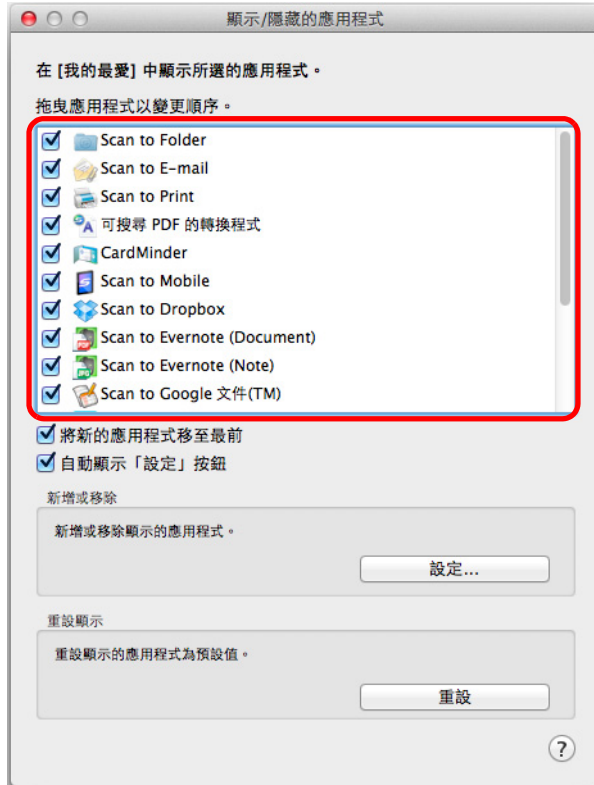 顯示/隱藏的應用程式
在 [我的最愛] 中顯示所選的應用程式。
拖曳應用程式以變更順序。
Scan to Folder
Scan to E-mail
Scan to Print
可搜尋 PDF 的轉換程式
CardMinder
Scan to Mobile
Scan to Dropbox
Scan to Evernote (Document)
Scan to Evernote (Note)
Scan to Google 文件(TM)
將新的應用程式移至最前
自動顯示「設定」按鈕
新增或移除
新增或移除顯示的應用程式。
設定...
重設顯示
重設顯示的應用程式為預設值。
重設
?